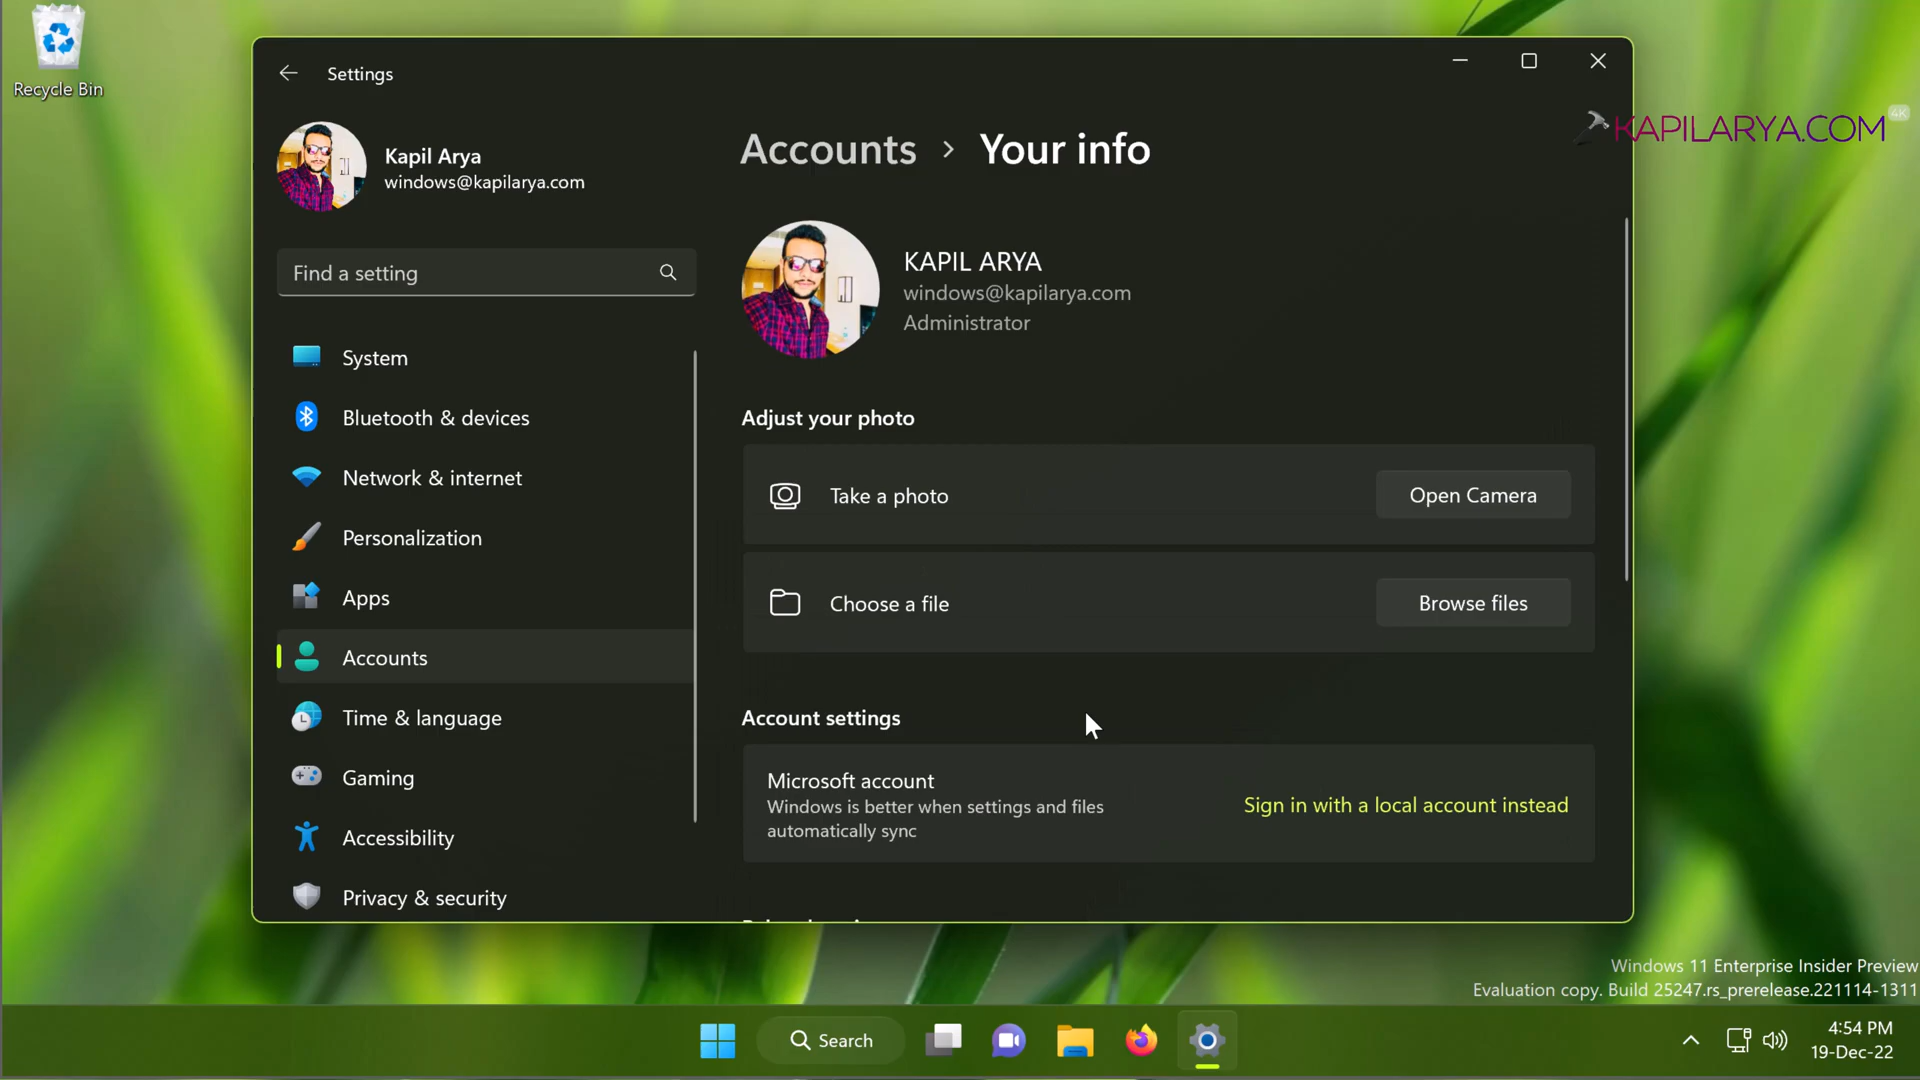 Recycle Bin
Settings
Kapil Arya
windows@kapilarya.com
Find a setting
System
Bluetooth & devices
Network & internet
Personalization
Apps
Accounts
Time & language
Gaming
Accessibility
Privacy & security
Accounts > Your info
KAPIL ARYA
windows@kapilarya.com
Administrator
Adjust your photo
Take a photo
Open Camera
Choose a file
Browse files
Account settings
Microsoft account
Windows is better when settings and files
automatically sync
Sign in with a local account instead
KAPILARYA.COM
4K
Windows 11 Enterprise Insider Preview
Evaluation copy. Build 25247.rs_prerelease.221114-1311
Search
4:54 PM
19-Dec-22